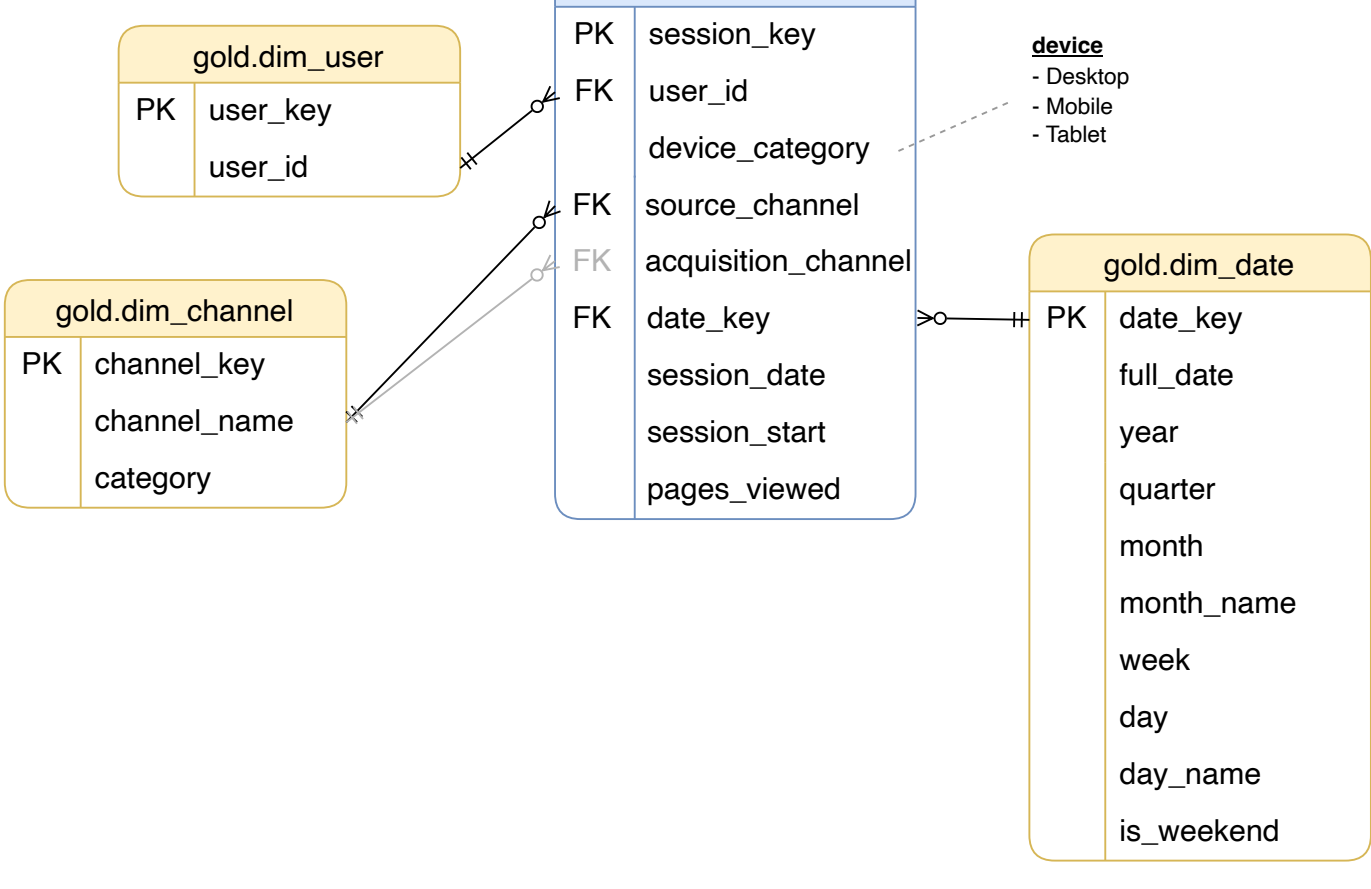 gold.dim_user
PK user_key
user_id
gold.dim_channel
PK channel_key
channel_name
category
PK session_key
FK user_id
device_category
FK source_channel
FK acquisition_channel
FK date_key
session_date
session_start
pages_viewed
device
- Desktop
- Mobile
- Tablet
gold.dim_date
PK date_key
full_date
year
quarter
month
month_name
week
day
day_name
is_weekend